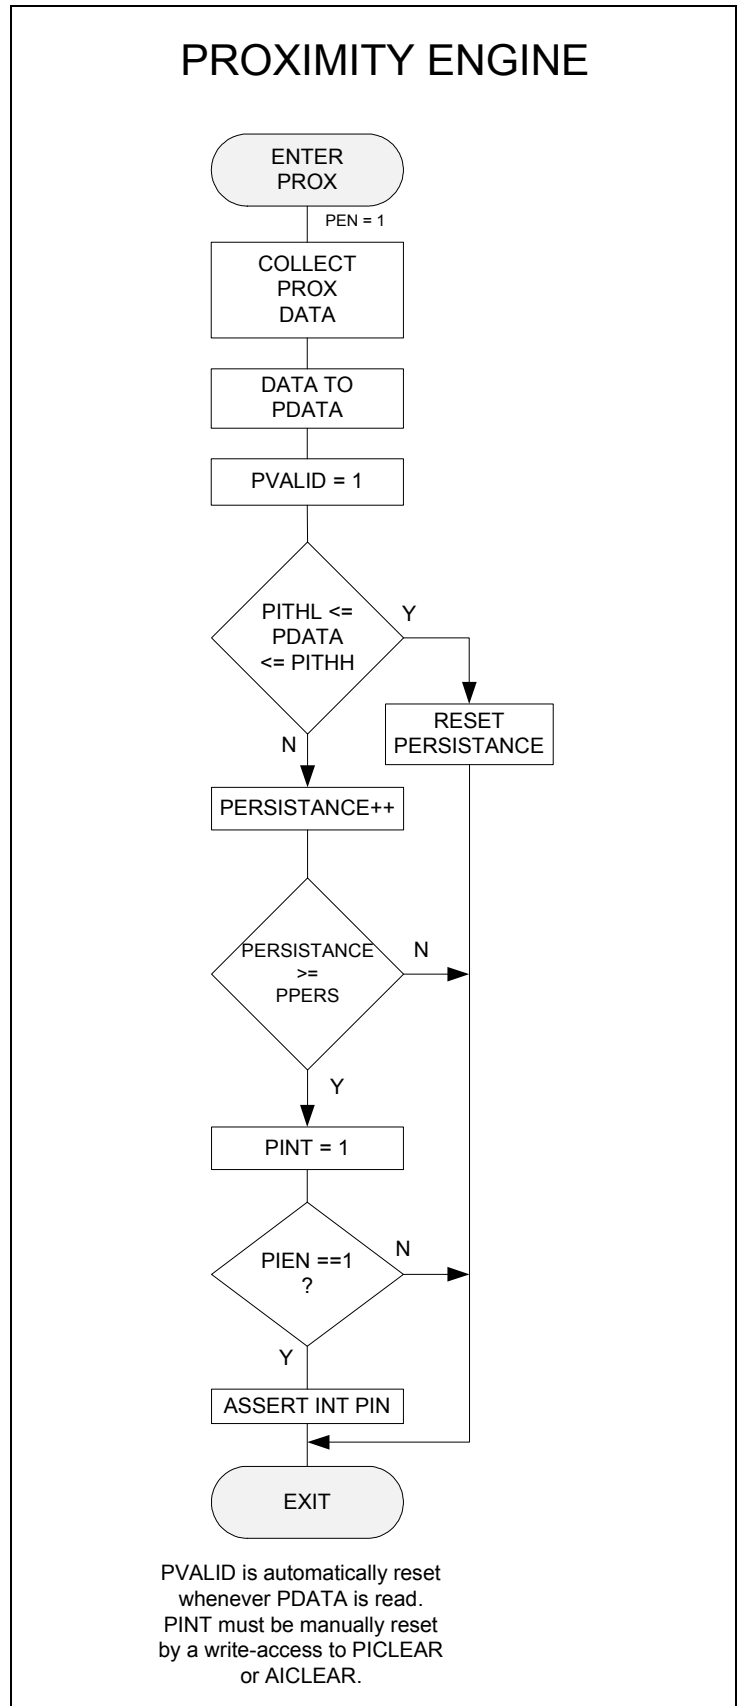 PROXIMITY ENGINE
ENTER
PROX
PEN = 1
COLLECT
PROX
DATA
DATA TO
PDATA
PVALID = 1
PITHL <=
PDATA
<= PITHH
Y
RESET
PERSISTANCE
N
PERSISTANCE++
PERSISTANCE
>=
PPERS
N
Y
PINT = 1
PIEN ==1
?
N
Y
ASSERT INT PIN
EXIT
PVALID is automatically reset
whenever PDATA is read.
PINT must be manually reset
by a write-access to PICLEAR
or AICLEAR.